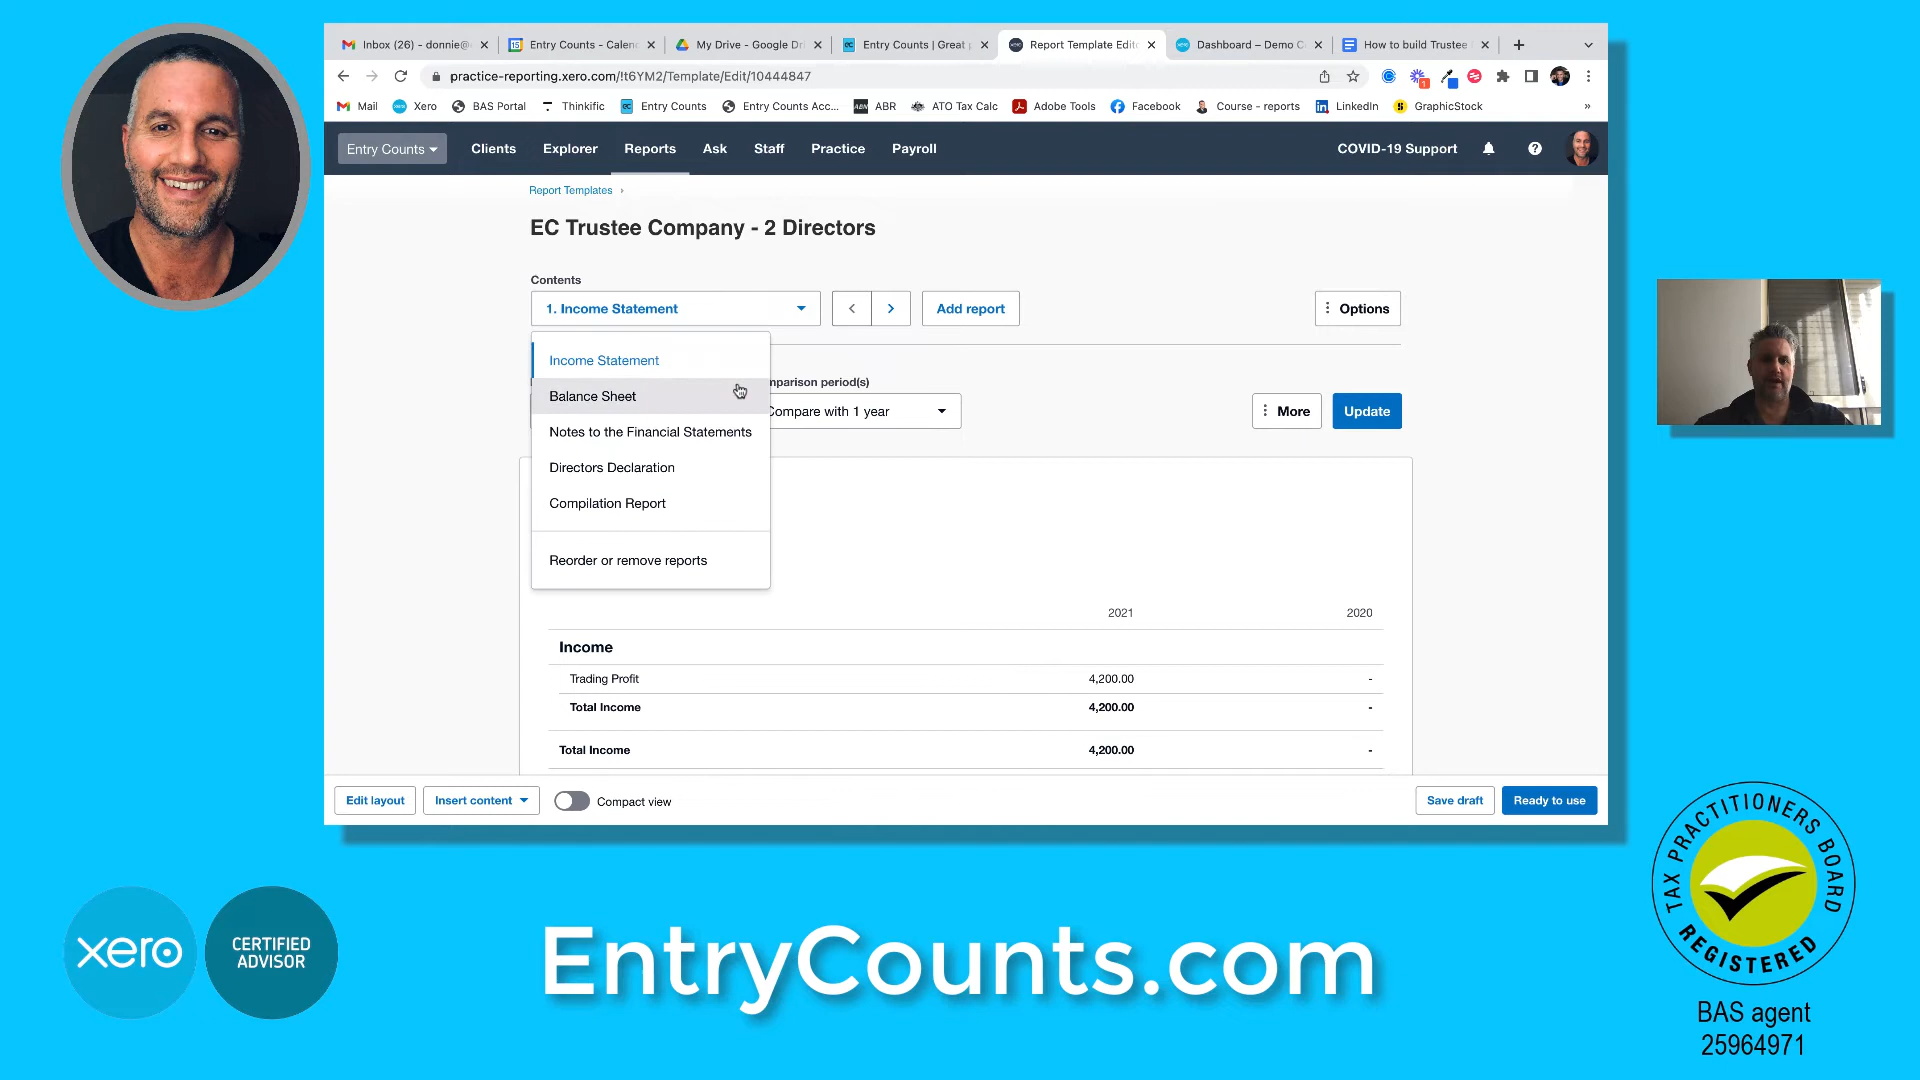 Inbox (26) - donnie@
Entry Counts - Calen
My Drive - Google Dri
Entry Counts | Great
Report Template Edit
Dashboard – Demo C
How to build Trustee
practice-reporting.xero.com/!t6YM2/Template/Edit/10444847
1
Mail
Xero
BAS Portal
Thinkific
Entry Counts
Entry Counts Acc...
ABR
ATO Tax Calc
Adobe Tools
Facebook
Course - reports
LinkedIn
GraphicStock
»
Entry Counts
Clients
Explorer
Reports
Ask
Staff
Practice
Payroll
COVID-19 Support
Report Templates ›
EC Trustee Company - 2 Directors
Contents
1. Income Statement
Add report
Options
Income Statement
Balance Sheet
Notes to the Financial Statements
Directors Declaration
Compilation Report
Reorder or remove reports
mparison period(s)
Compare with 1 year
More
Update
2021 2020
Income
Trading Profit 4,200.00 -
Total Income 4,200.00 -
Total Income 4,200.00 -
Edit layout
Insert content
Compact view
Save draft
Ready to use
xero
CERTIFIED
ADVISOR
EntryCounts.com
TAX PRACTITIONERS BOARD
REGISTERED
BAS agent
25964971